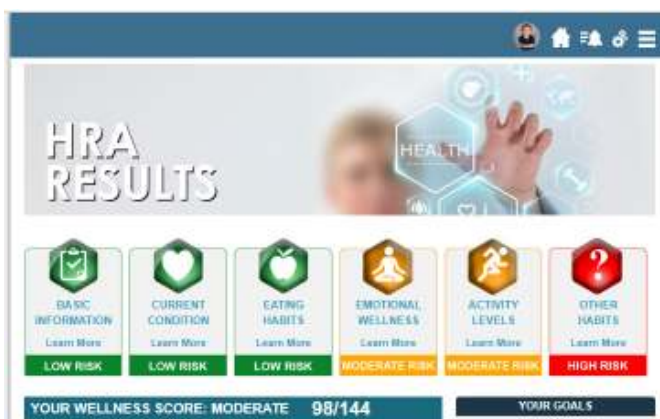 HRA
RESULTS
HEALTH
BASIC
INFORMATION
Learn More
LOW RISK
CURRENT
CONDITION
Learn More
LOW RISK
EATING
HABITS
Learn More
LOW RISK
EMOTIONAL
WELLNESS
Learn More
MODERATE RISK
ACTIVITY
LEVELS
Learn More
MODERATE RISK
?
OTHER
HABITS
Learn More
HIGH RISK
YOUR WELLNESS SCORE: MODERATE 98/144
YOUR GOALS